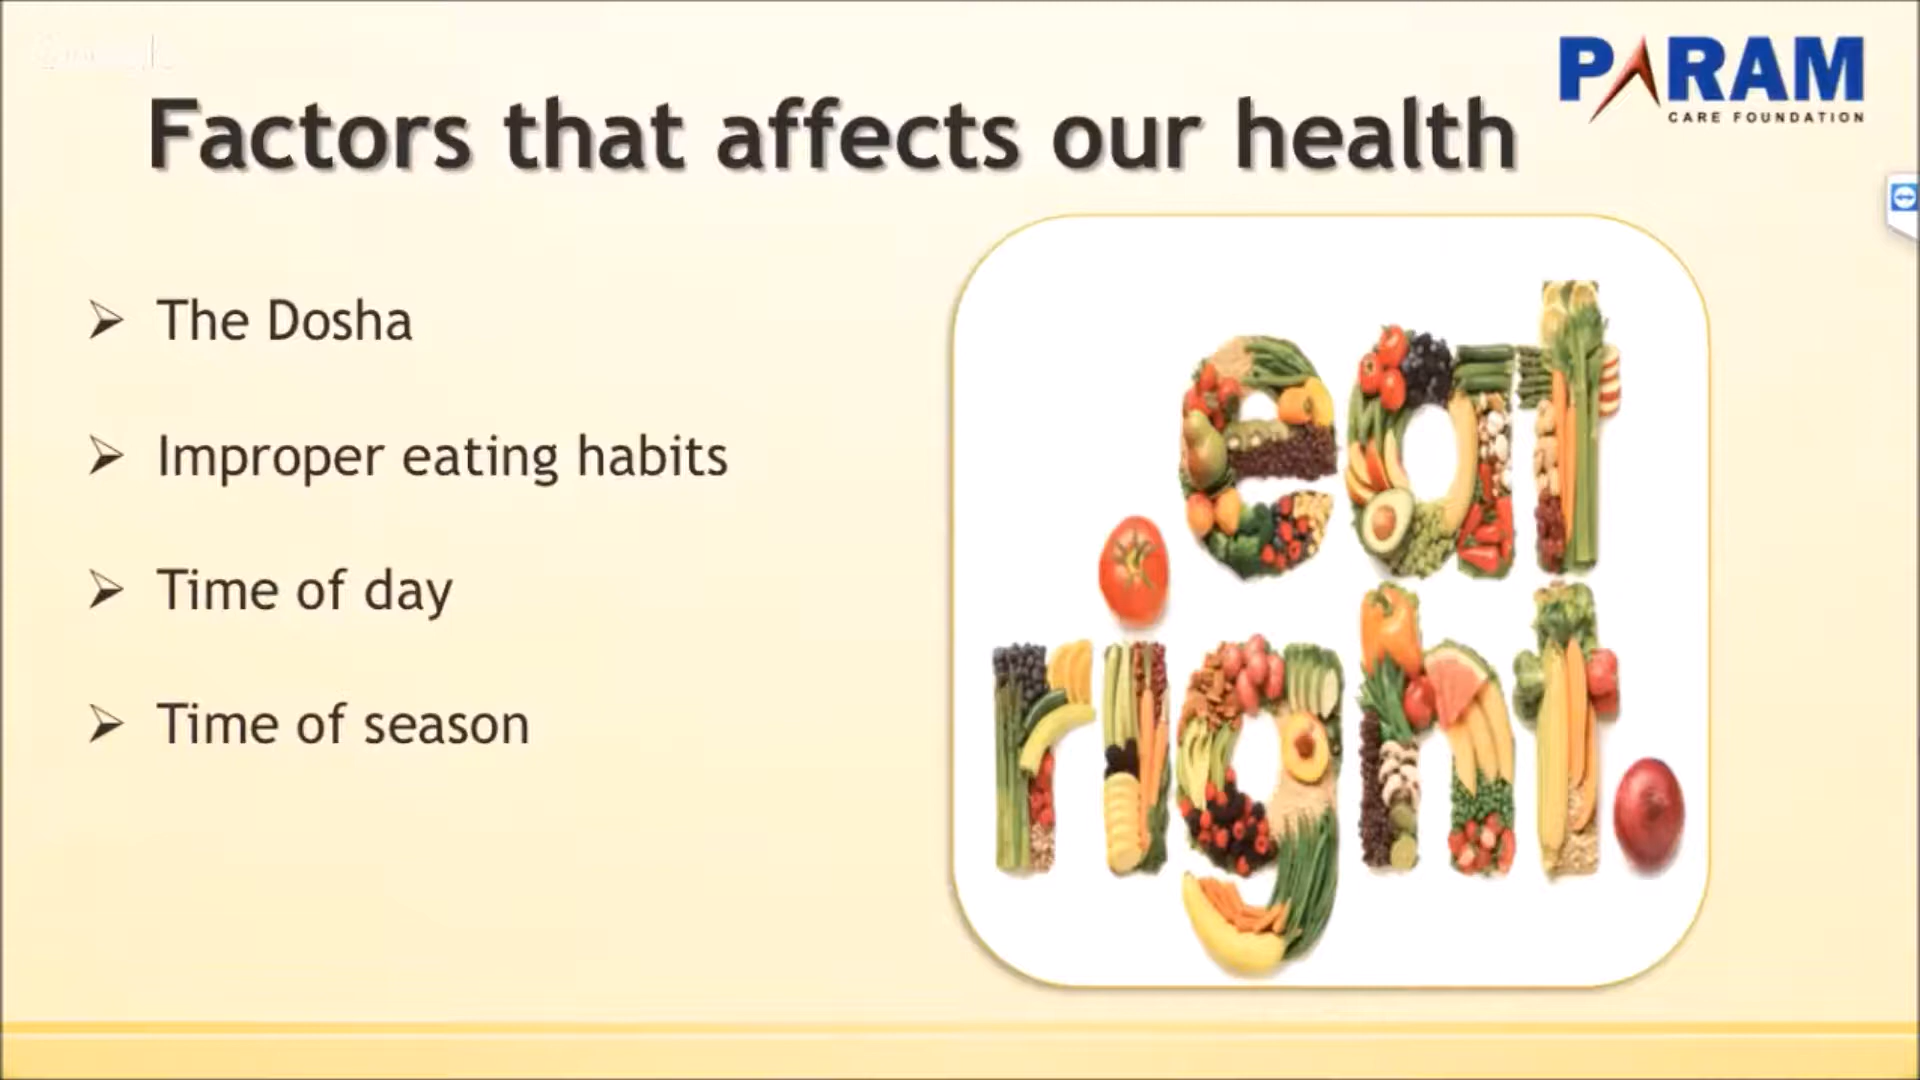 PARAM
CARE FOUNDATION
Factors that affects our health
The Dosha
Improper eating habits
Time of day
Time of season
eat
right.